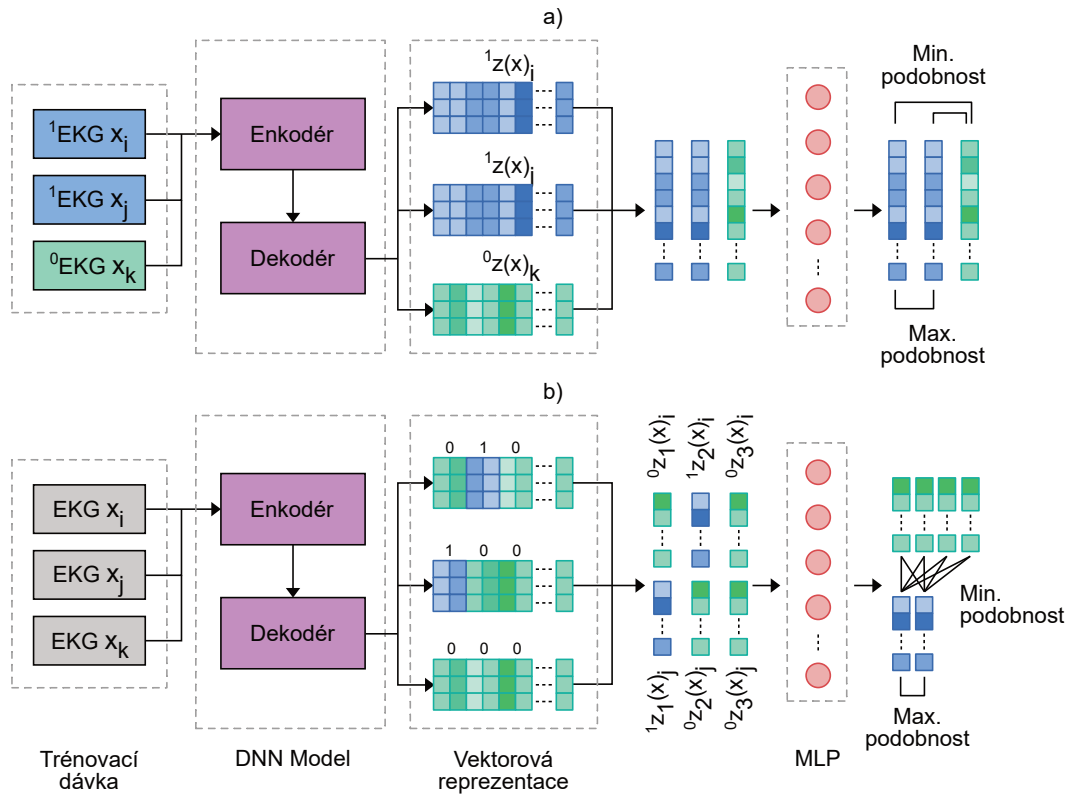 a)
¹EKG xᵢ
¹EKG xⱼ
⁰EKG xₖ
Enkodér
Dekodér
¹z(x)ᵢ
¹z(x)ⱼ
⁰z(x)ₖ
Min.
podobnost
Max.
podobnost
b)
EKG xᵢ
EKG xⱼ
EKG xₖ
Enkodér
Dekodér
0 1 0
1 0 0
0 0 0
⁰z₁(x)ᵢ
¹z₂(x)ᵢ
⁰z₃(x)ᵢ
¹z₁(x)ⱼ
⁰z₂(x)ⱼ
⁰z₃(x)ⱼ
Min.
podobnost
Max.
podobnost
Trénovací
dávka
DNN Model
Vektorová
reprezentace
MLP